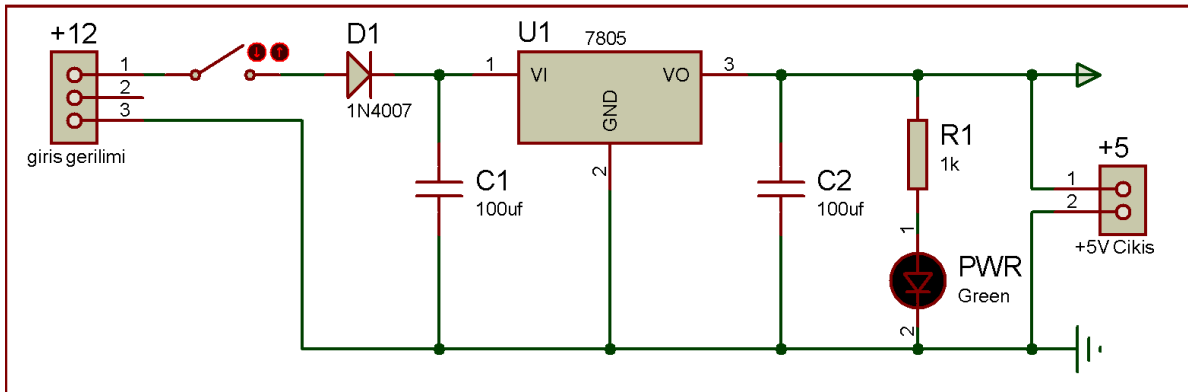 +12
1
2
3
giris gerilimi
D1
1N4007
U1
7805
1
VI
VO
3
GND
2
C1
100uf
C2
100uf
R1
1k
1
PWR
Green
2
+5
1
2
+5V Cikis